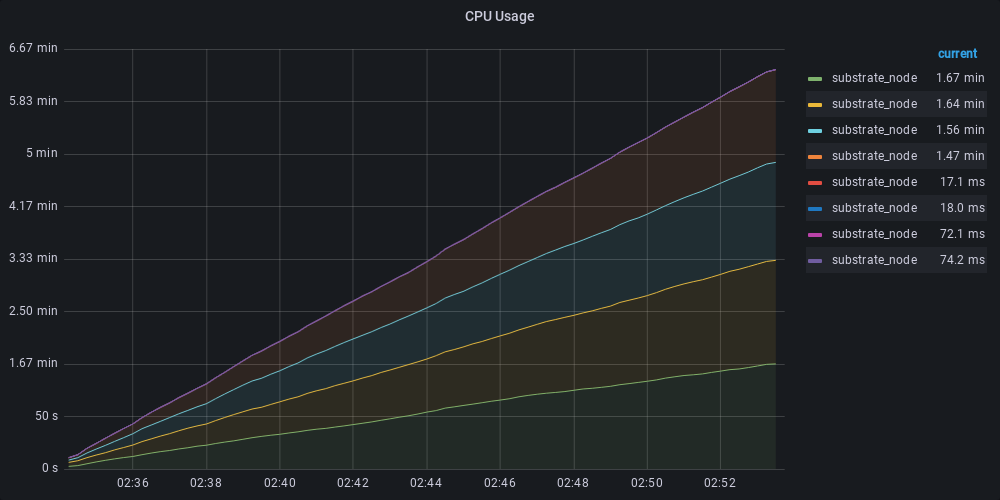 CPU Usage
6.67 min
5.83 min
5 min
4.17 min
3.33 min
2.50 min
1.67 min
50 s
0 s
02:36 02:38 02:40 02:42 02:44 02:46 02:48 02:50 02:52
current
substrate_node 1.67 min
substrate_node 1.64 min
substrate_node 1.56 min
substrate_node 1.47 min
substrate_node 17.1 ms
substrate_node 18.0 ms
substrate_node 72.1 ms
substrate_node 74.2 ms